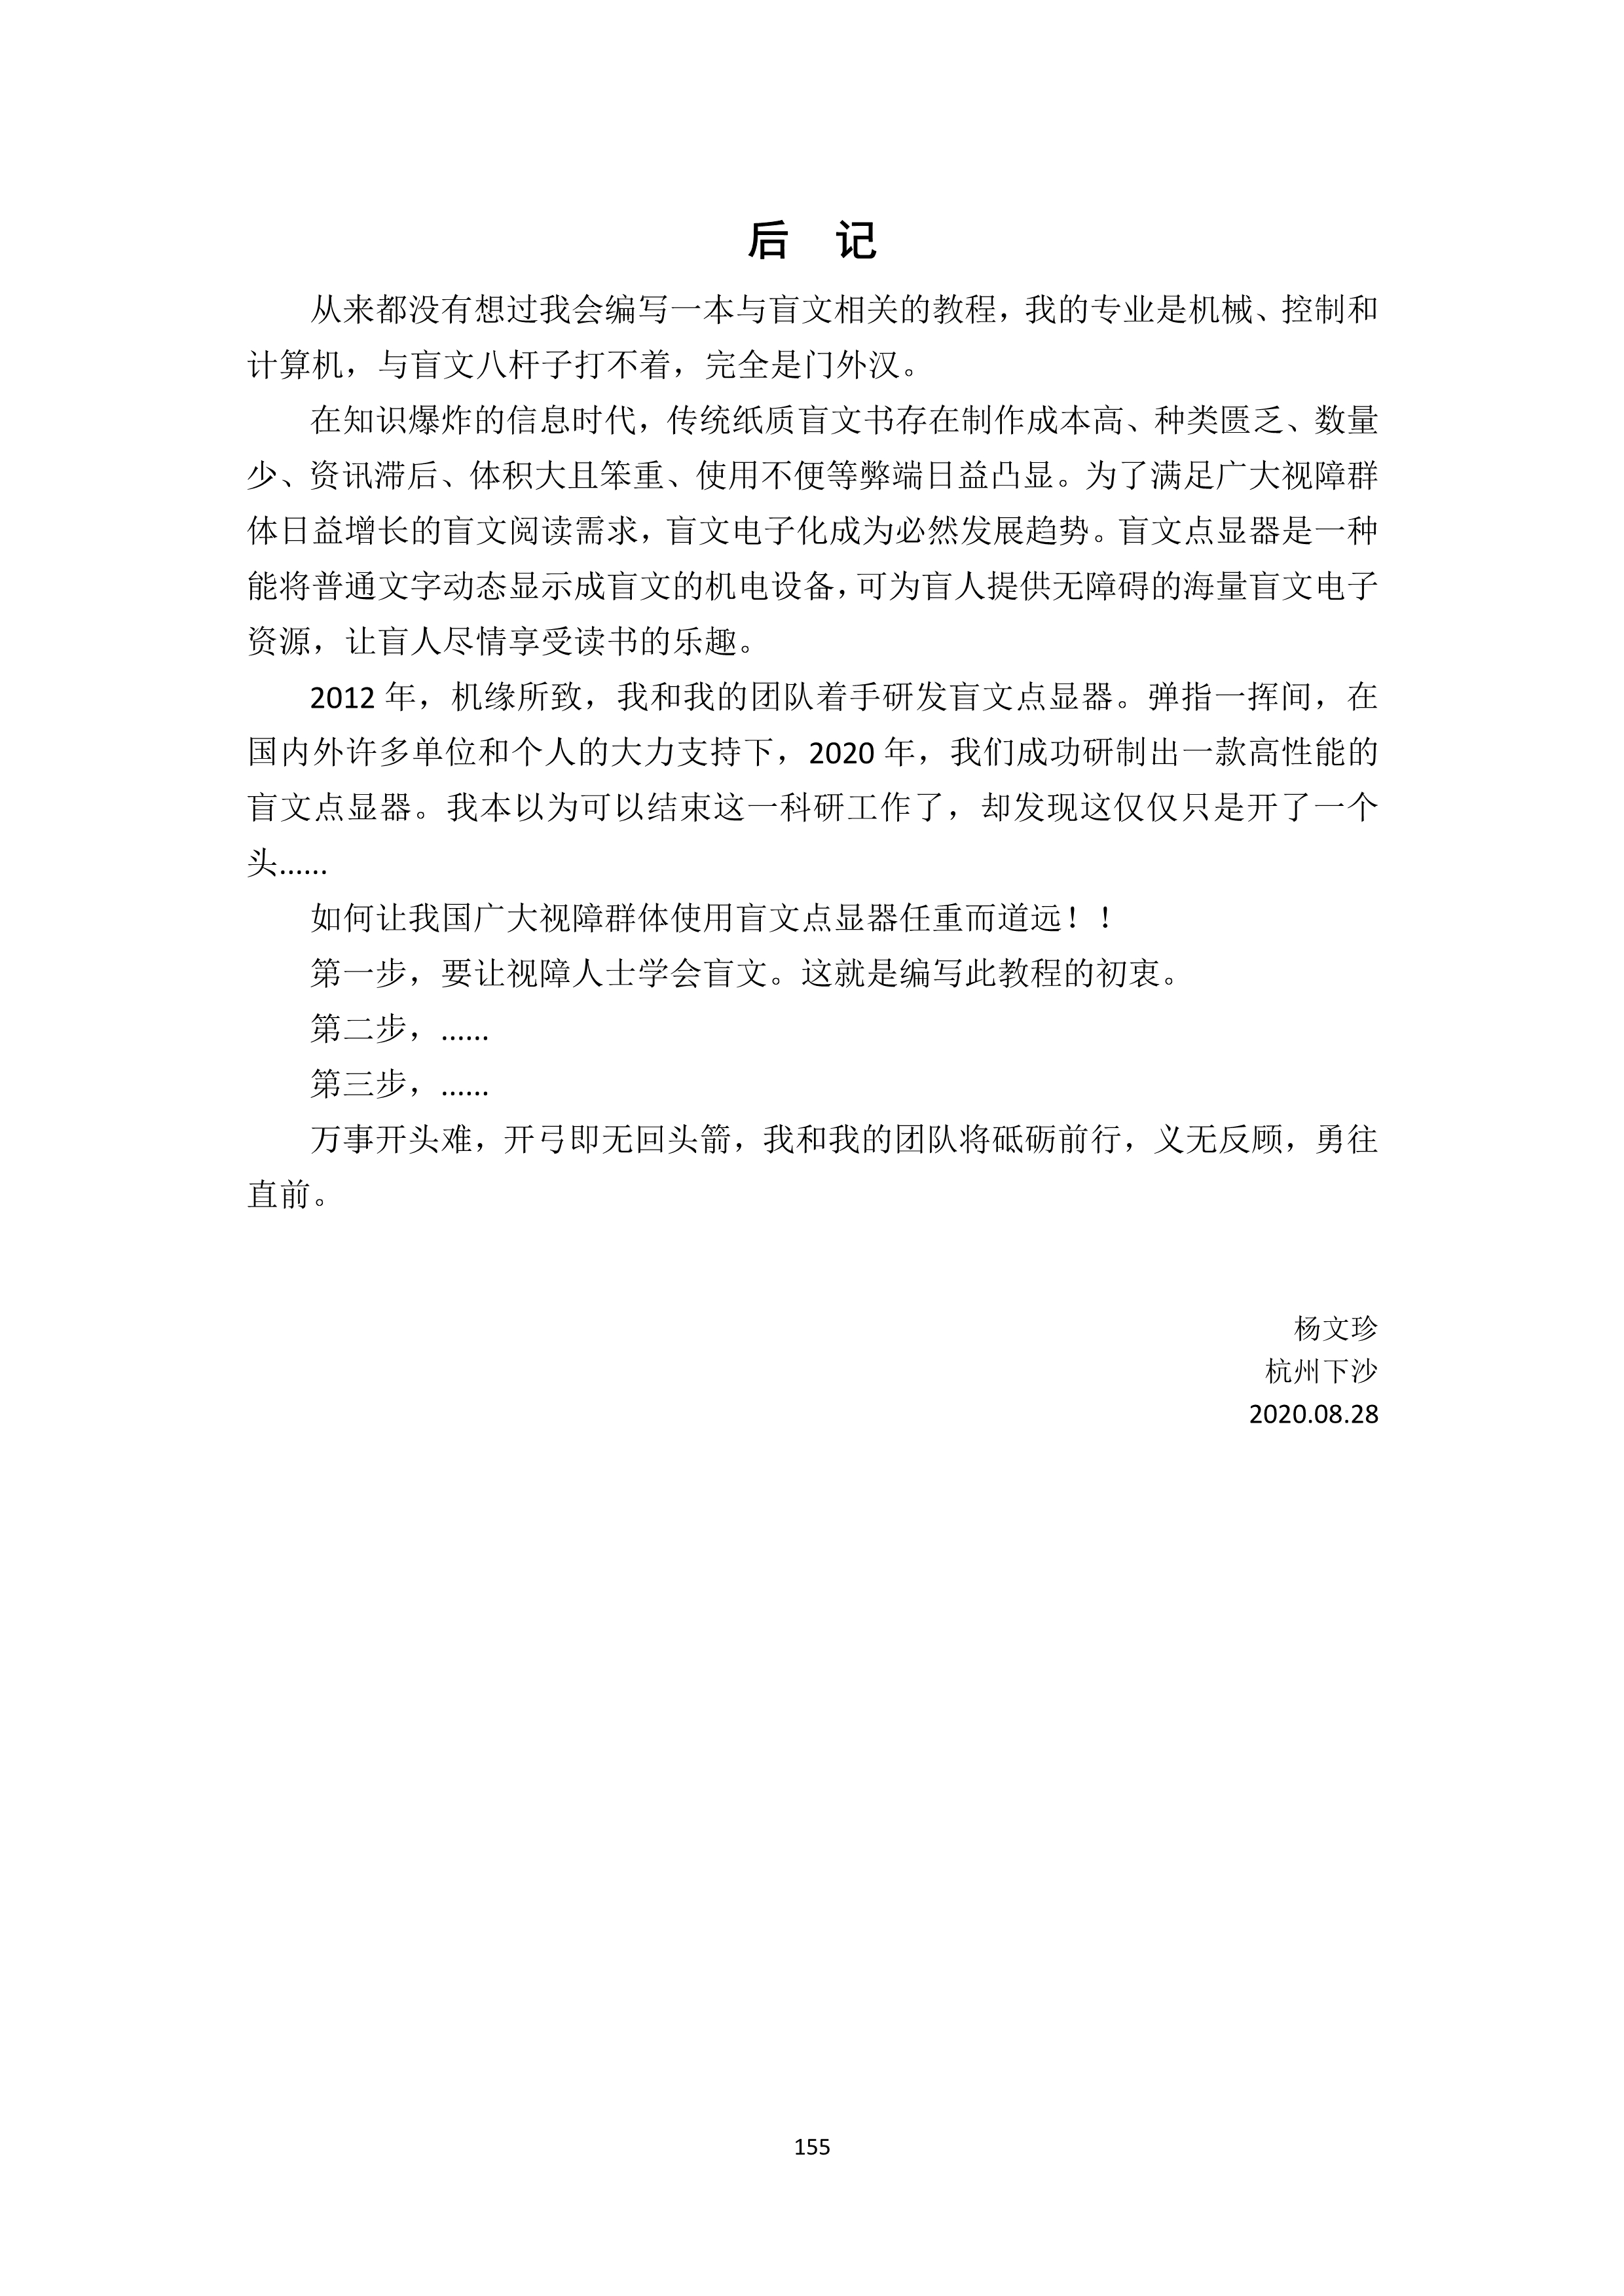 后 记
从来都没有想过我会编写一本与盲文相关的教程，我的专业是机械、控制和
计算机，与盲文八杆子打不着，完全是门外汉。
在知识爆炸的信息时代，传统纸质盲文书存在制作成本高、种类匮乏、数量
少、资讯滞后、体积大且笨重、使用不便等弊端日益凸显。为了满足广大视障群
体日益增长的盲文阅读需求，盲文电子化成为必然发展趋势。盲文点显器是一种
能将普通文字动态显示成盲文的机电设备，可为盲人提供无障碍的海量盲文电子
资源，让盲人尽情享受读书的乐趣。
2012 年，机缘所致，我和我的团队着手研发盲文点显器。弹指一挥间，在
国内外许多单位和个人的大力支持下，2020 年，我们成功研制出一款高性能的
盲文点显器。我本以为可以结束这一科研工作了，却发现这仅仅只是开了一个
头……
如何让我国广大视障群体使用盲文点显器任重而道远！！
第一步，要让视障人士学会盲文。这就是编写此教程的初衷。
第二步，……
第三步，……
万事开头难，开弓即无回头箭，我和我的团队将砥砺前行，义无反顾，勇往
直前。
杨文珍
杭州下沙
2020.08.28
155